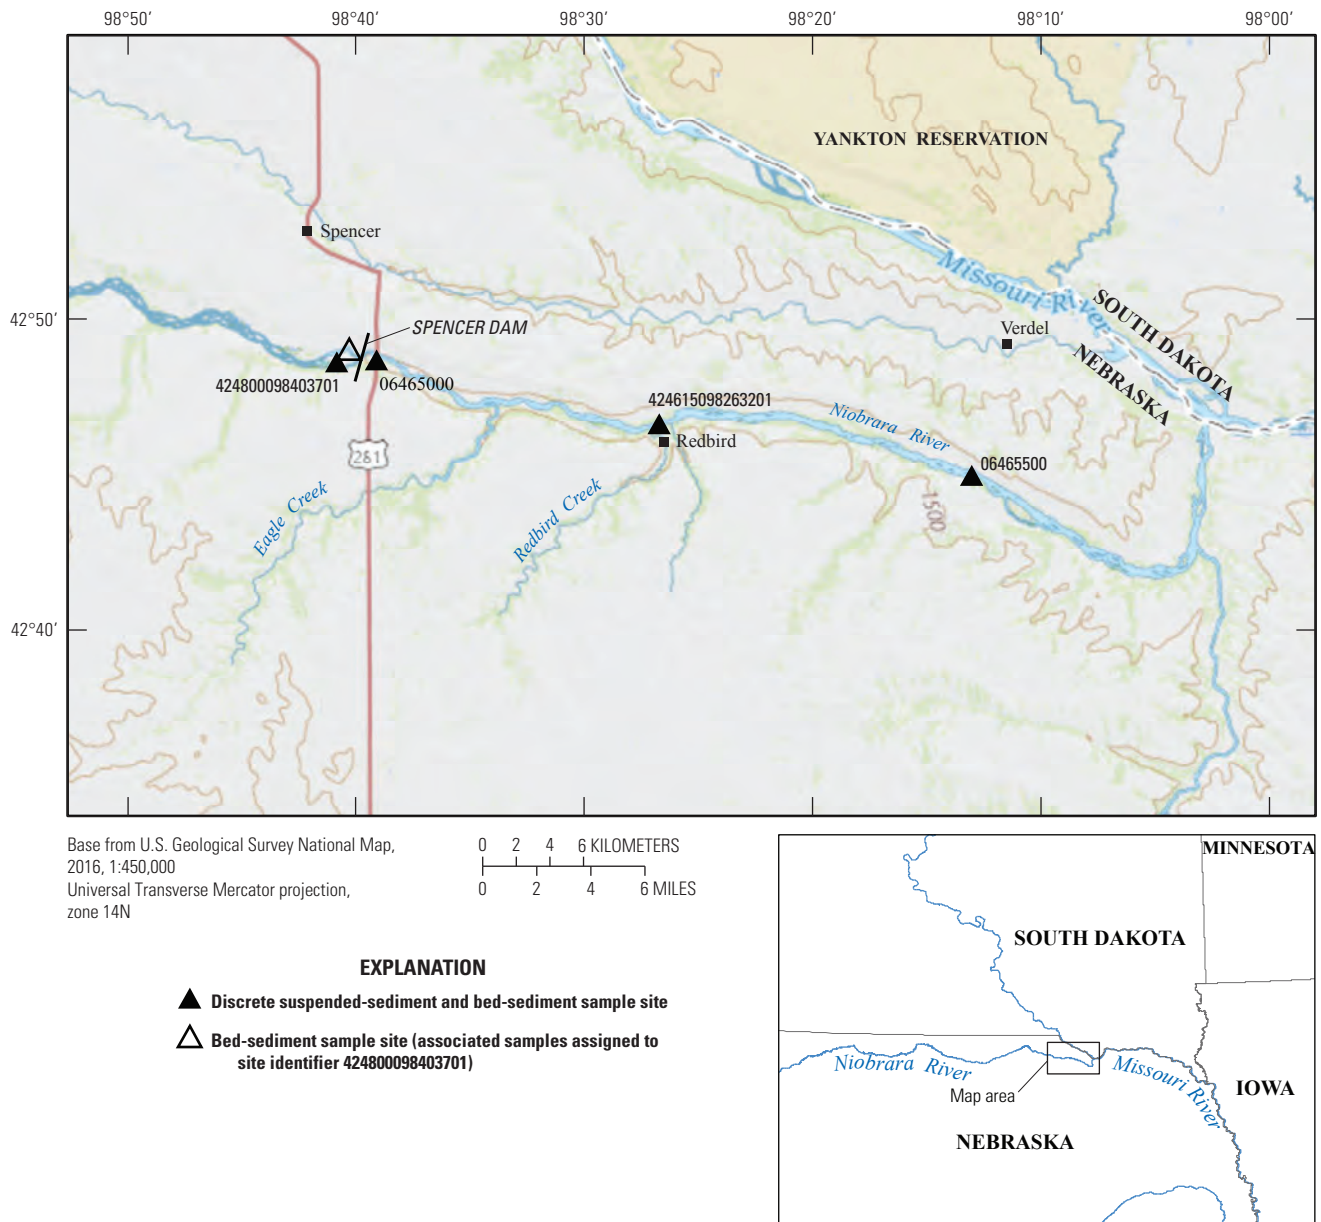 98°50′ 98°40′ 98°30′ 98°20′ 98°10′ 98°00′
YANKTON RESERVATION
Spencer
Missouri River
SOUTH DAKOTA
42°50′
SPENCER DAM
Verdel
NEBRASKA
424800098403701
06465000
424615098263201
Niobrara River
Redbird
281
06465500
Eagle Creek
Redbird Creek
1500
42°40′
Base from U.S. Geological Survey National Map,
2016, 1:450,000
Universal Transverse Mercator projection,
zone 14N
0 2 4 6 KILOMETERS
0 2 4 6 MILES
EXPLANATION
Discrete suspended-sediment and bed-sediment sample site
Bed-sediment sample site (associated samples assigned to
site identifier 424800098403701)
MINNESOTA
SOUTH DAKOTA
Niobrara River
Missouri River
Map area
IOWA
NEBRASKA